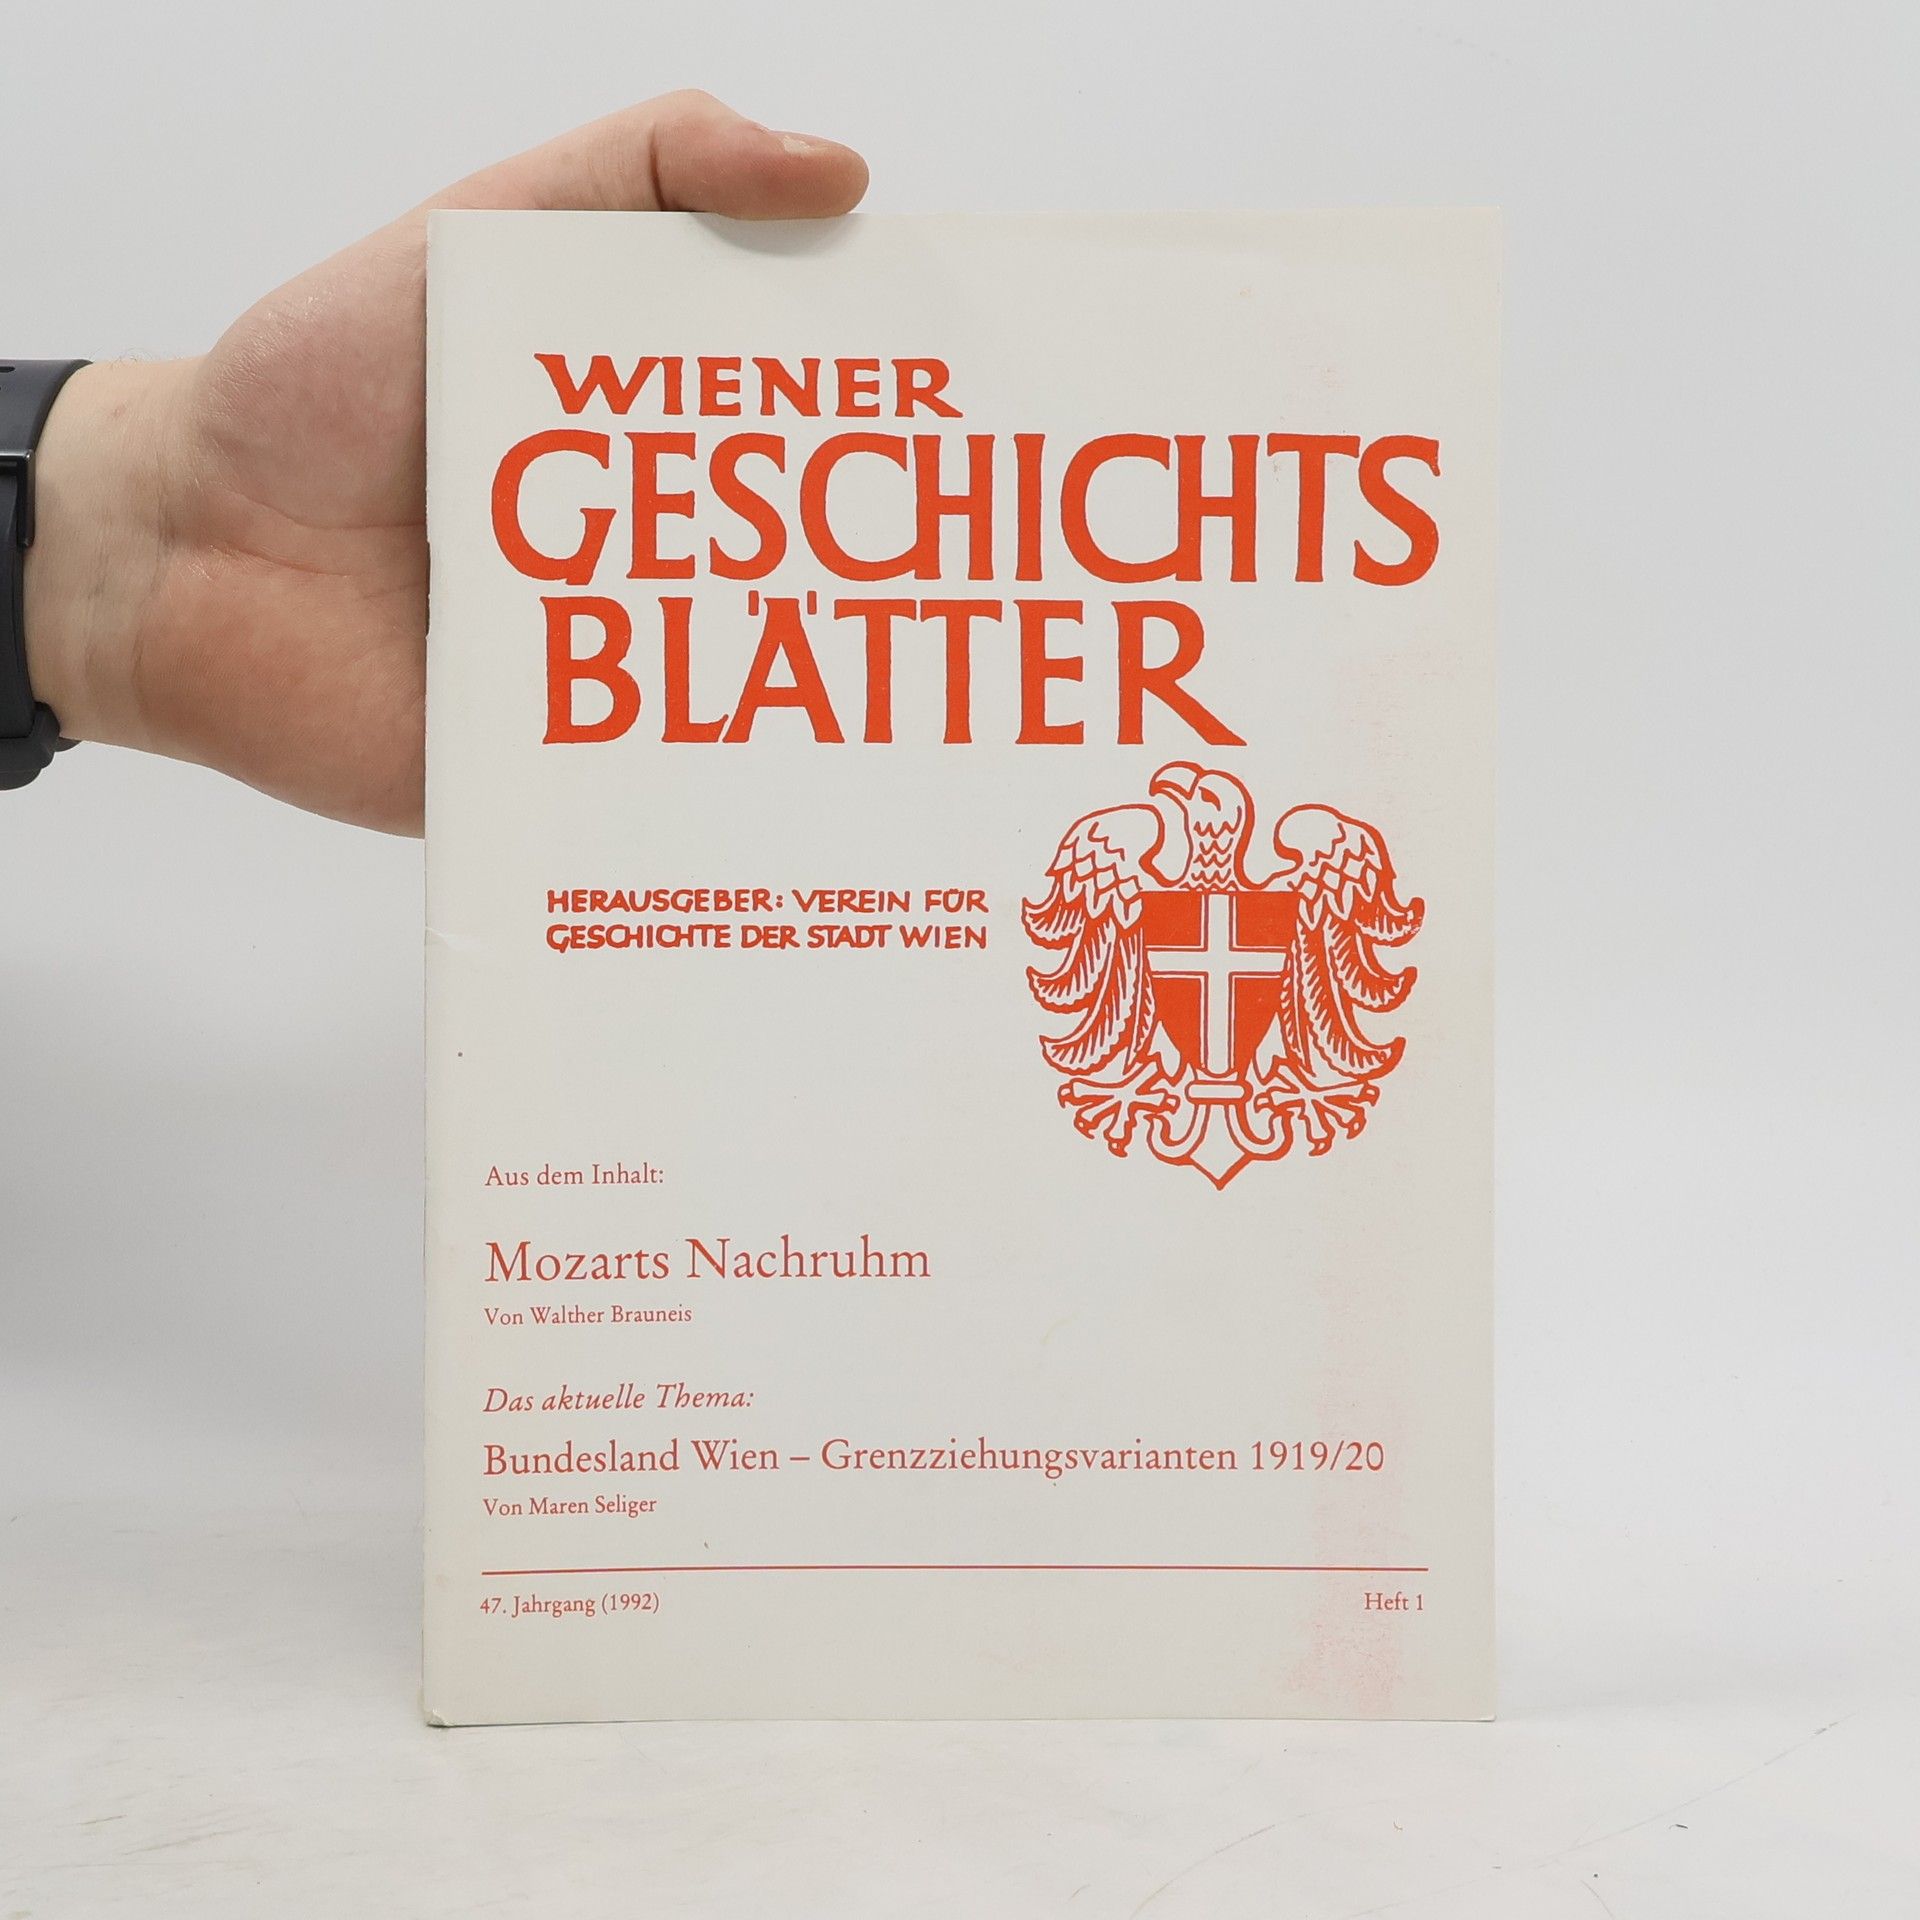 WIENER
GESCHICHTS
BLÄTTER
HERAUSGEBER: VEREIN FÜR
GESCHICHTE DER STADT WIEN
Aus dem Inhalt:
Mozarts Nachruhm
Von Walther Brauneis
Das aktuelle Thema:
Bundesland Wien – Grenzziehungsvarianten 1919/20
Von Maren Seliger
47. Jahrgang (1992)
Heft 1